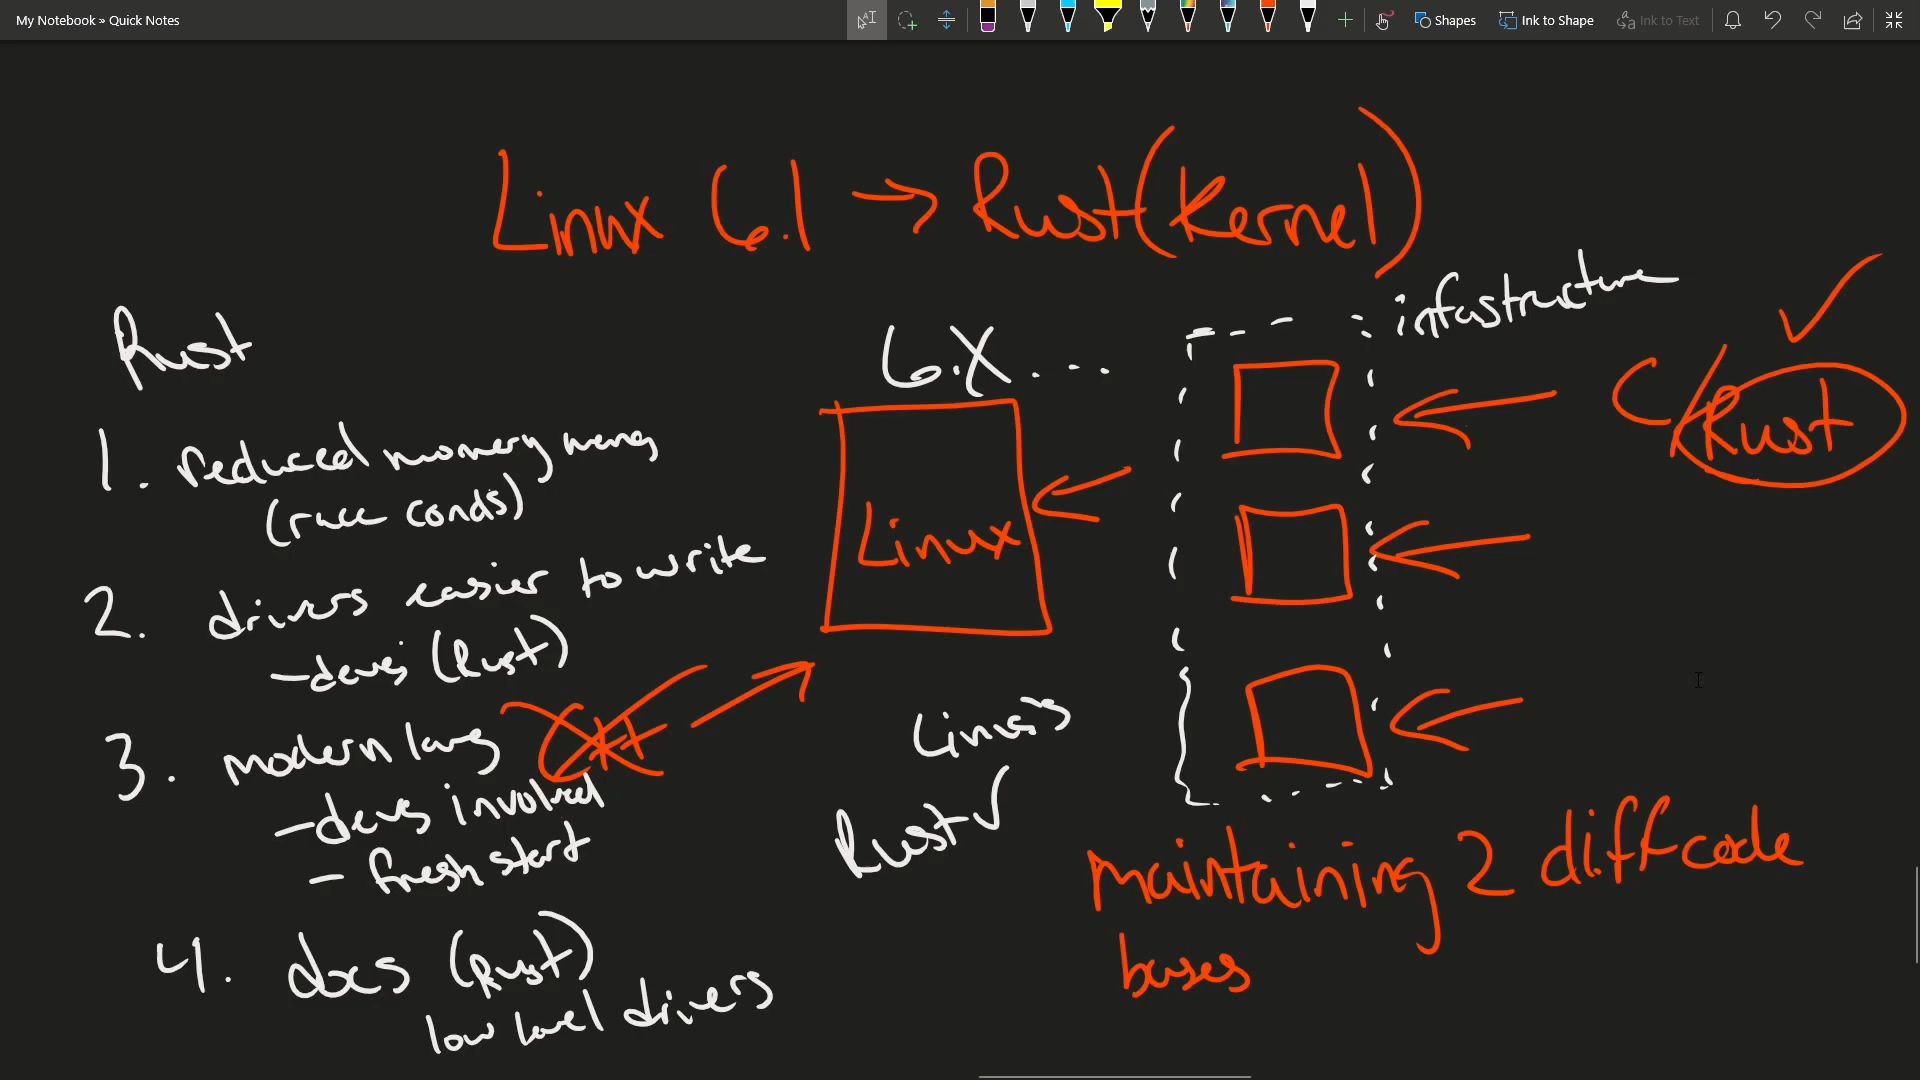 My Notebook » Quick Notes
Shapes
Ink to Shape
Ink to Text
Linux 6.1 → Rust (Kernel)
Rust
1. reduced momery
(race conds)
2. drivers easier to write
- devs (Rust)
3. modern lang
- devs involved
- fresh start
4. docs (Rust)
low level drivers
6.X...
Linux
Linus's
Rust✓
infastructure
✓
C/Rust
maintaining 2 diff code
bases